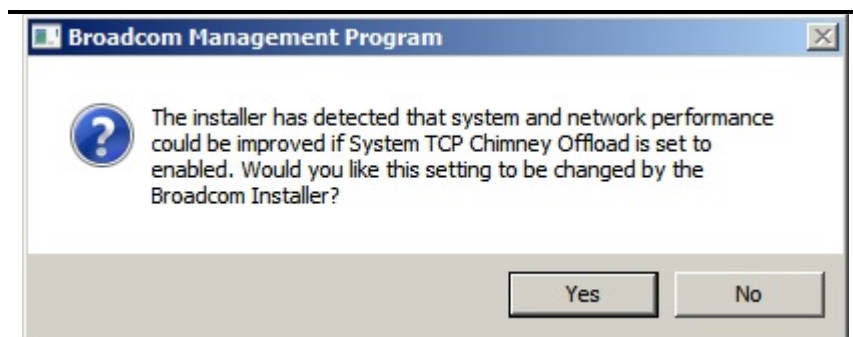 Broadcom Management Program
The installer has detected that system and network performance
could be improved if System TCP Chimney Offload is set to
enabled. Would you like this setting to be changed by the
Broadcom Installer?
Yes
No